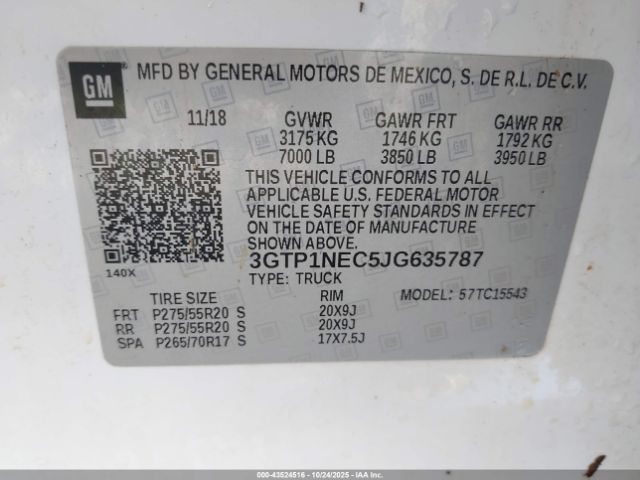 GM
MFD BY GENERAL MOTORS DE MEXICO, S. DE R.L. DE C.V.
11/18 GVWR GAWR FRT GAWR RR
3175 KG 1746 KG 1792 KG
7000 LB 3850 LB 3950 LB
THIS VEHICLE CONFORMS TO ALL
APPLICABLE U.S. FEDERAL MOTOR
VEHICLE SAFETY STANDARDS IN EFFECT
ON THE DATE OF MANUFACTURE
SHOWN ABOVE.
140X
3GTP1NEC5JG635787
TYPE: TRUCK
TIRE SIZE RIM MODEL: 57TC15543
FRT P275/55R20 S 20X9J
RR P275/55R20 S 20X9J
SPA P265/70R17 S 17X7.5J
000-43524516 - 10/24/2025 - IAAI.com